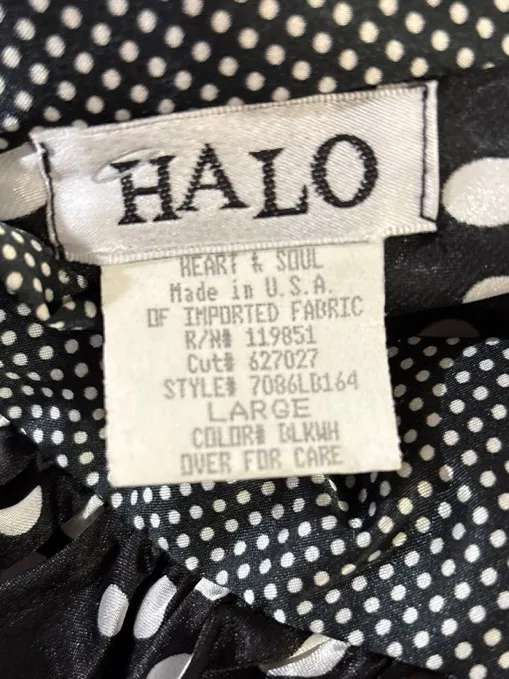 HALO
HEART & SOUL
Made in U.S.A.
OF IMPORTED FABRIC
R/N# 119851
Cut# 627027
STYLE# 7086LB164
LARGE
COLOR# BLKWH
OVER FOR CARE